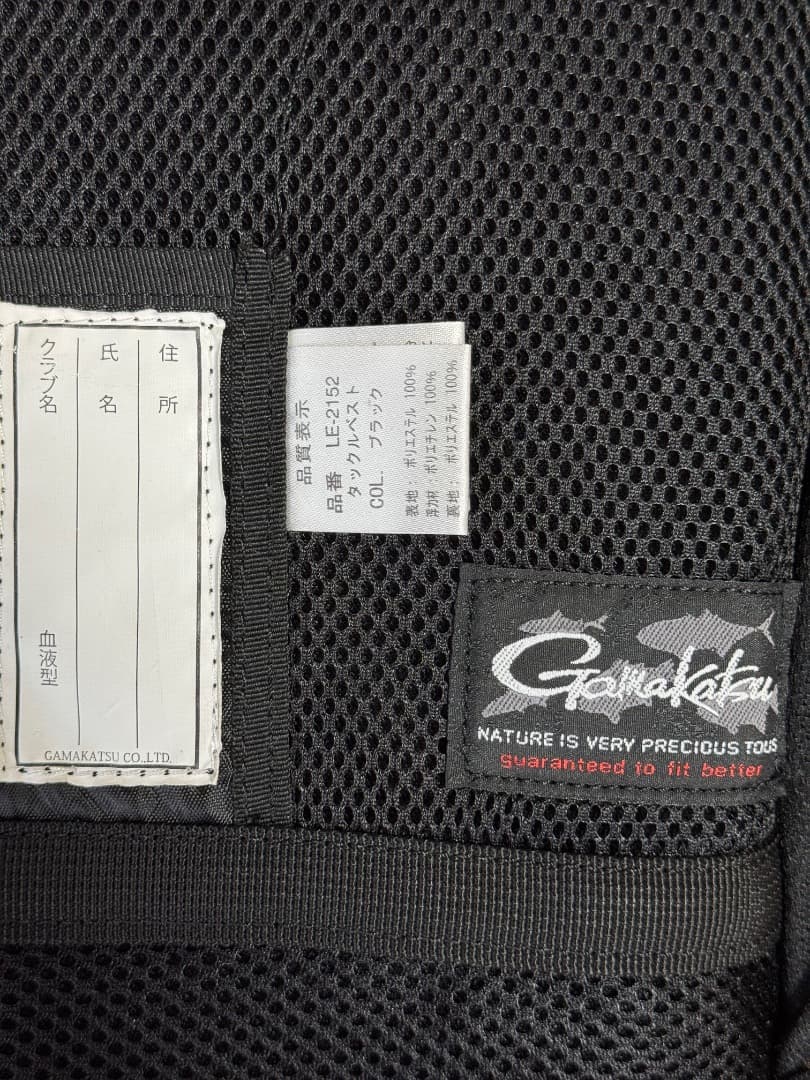 住所
氏名
クラブ名
血液型
GAMAKATSU CO.,LTD.
品質表示
品番 LE-2152
タックルベスト
COL. ブラック
表地: ポリエステル 100%
浮力材: ポリエチレン 100%
裏地: ポリエステル 100%
Gamakatsu
NATURE IS VERY PRECIOUS TO US
Guaranteed to fit better